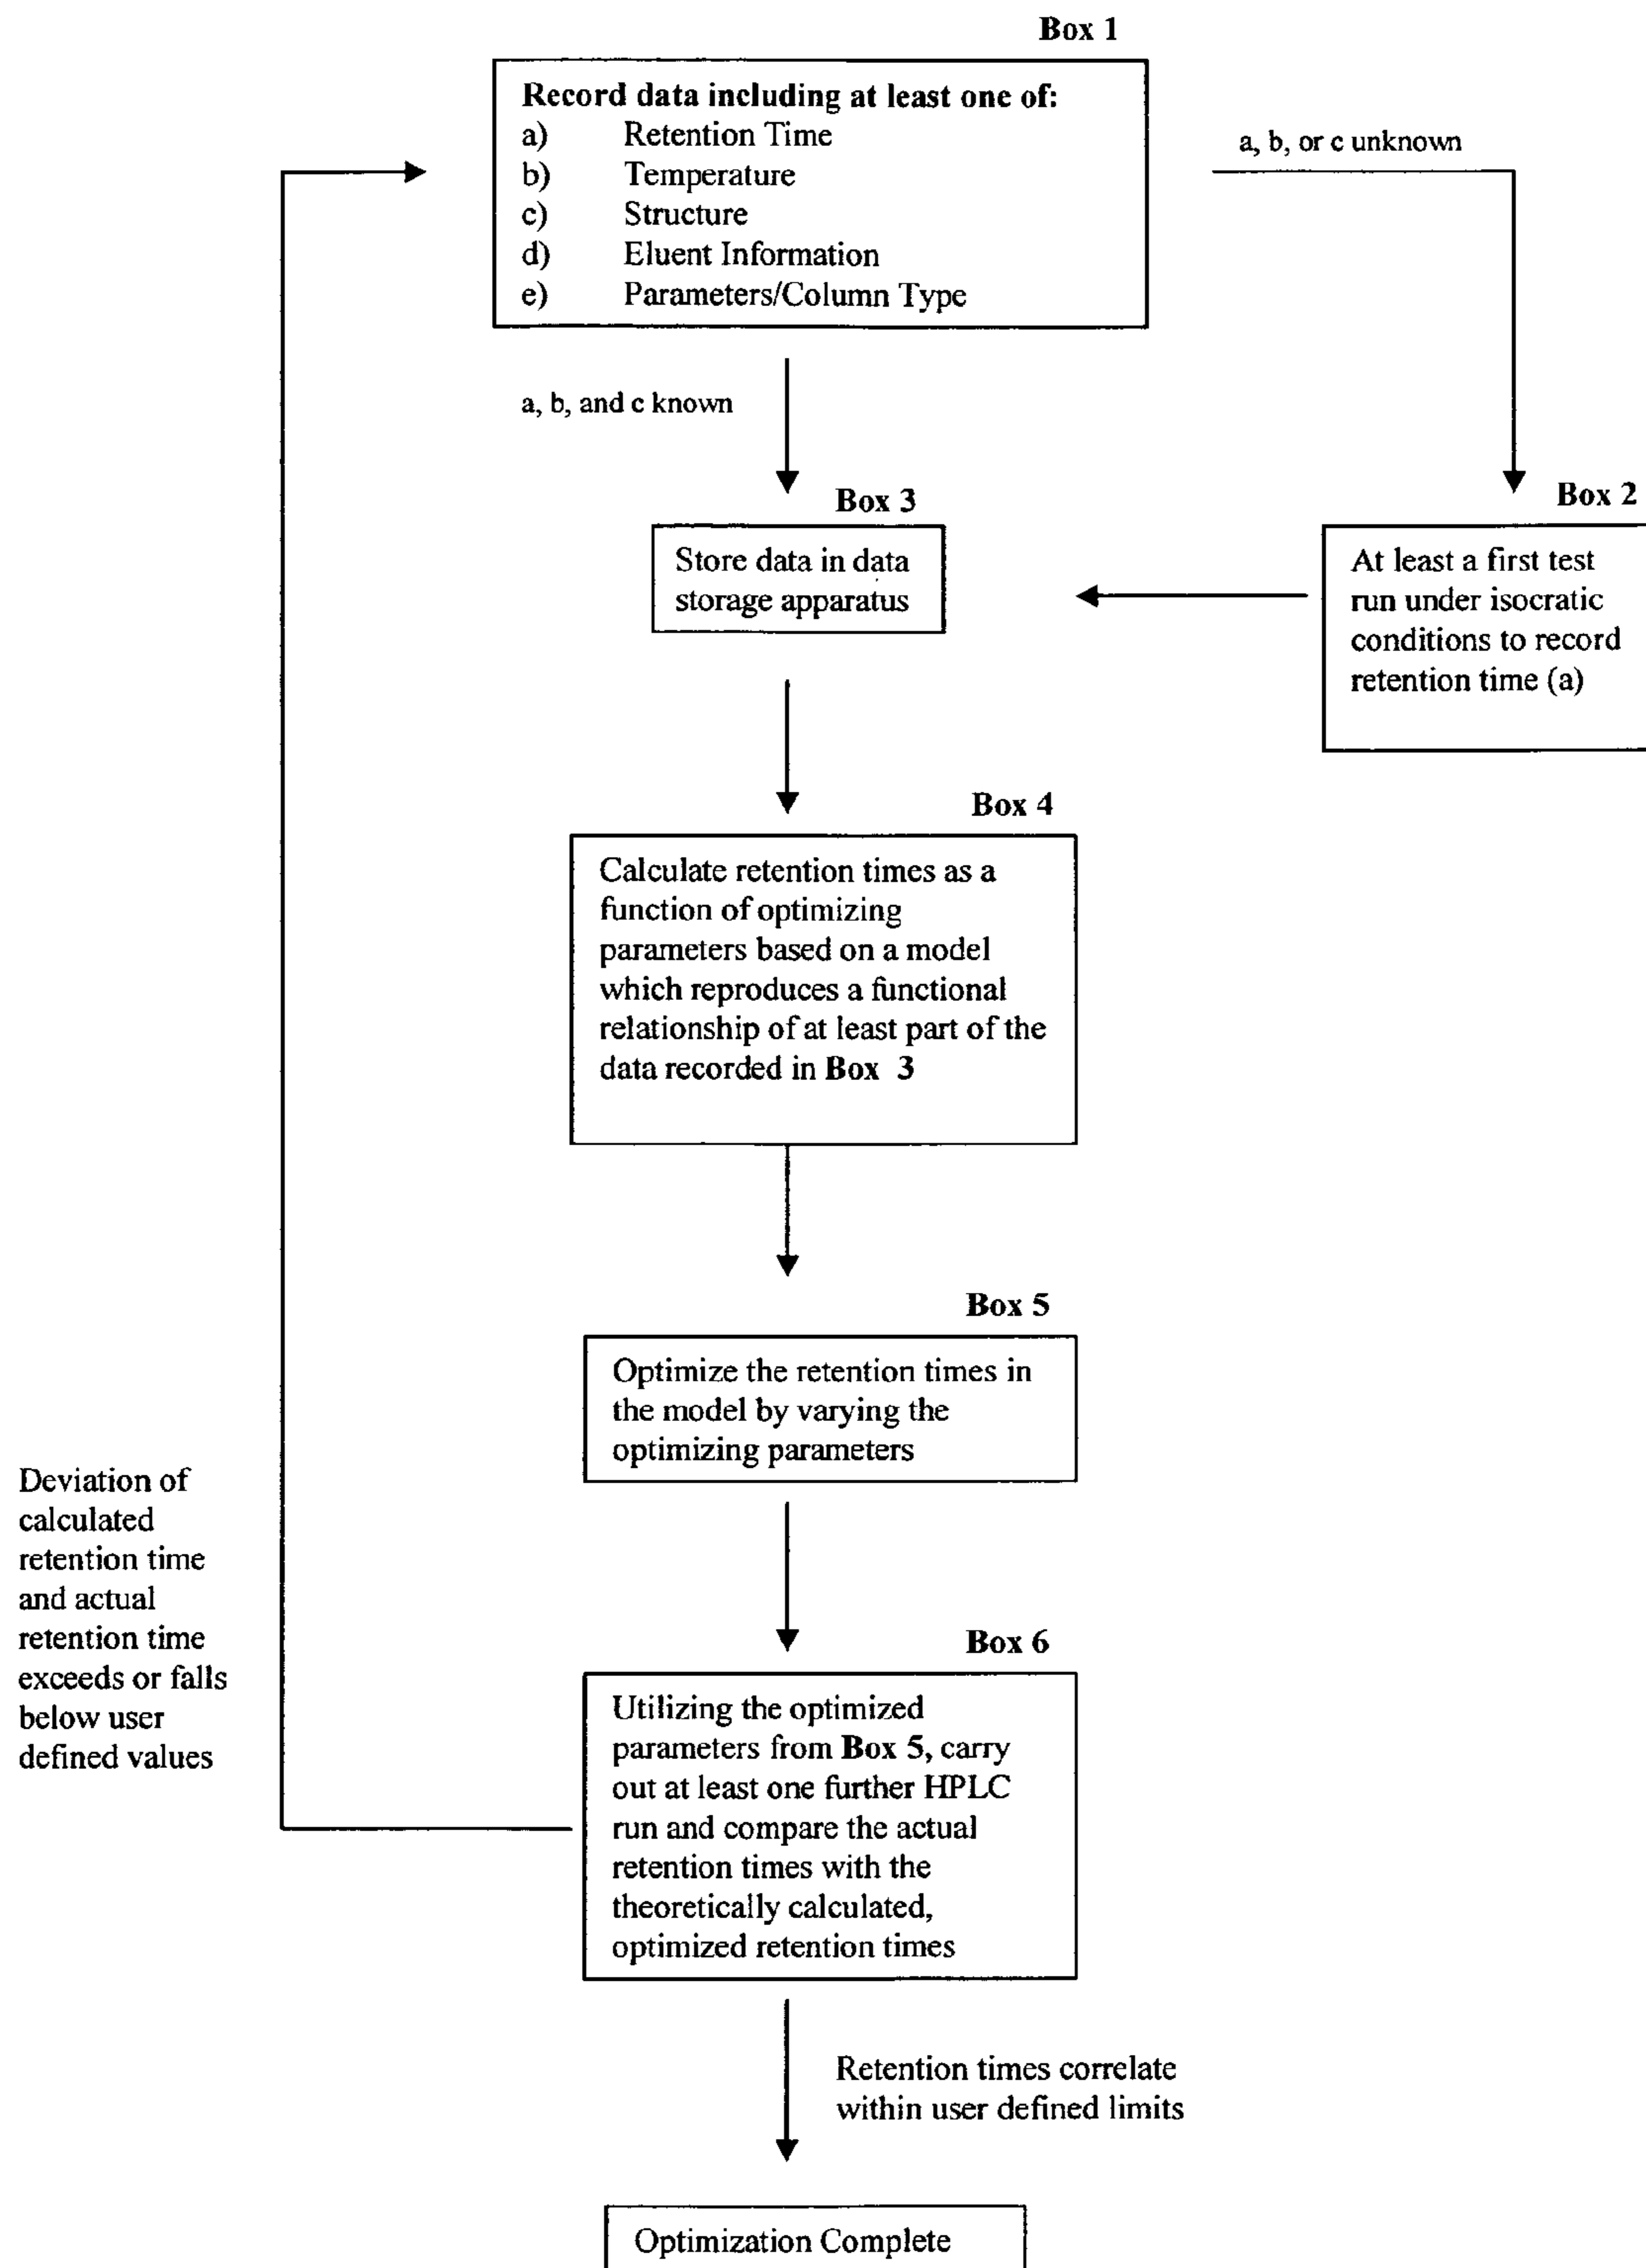 Box 1
Record data including at least one of:
a) Retention Time
b) Temperature
c) Structure
d) Eluent Information
e) Parameters/Column Type
a, b, or c unknown
a, b, and c known
Box 3
Store data in data
storage apparatus
Box 2
At least a first test
run under isocratic
conditions to record
retention time (a)
Box 4
Calculate retention times as a
function of optimizing
parameters based on a model
which reproduces a functional
relationship of at least part of the
data recorded in Box 3
Box 5
Optimize the retention times in
the model by varying the
optimizing parameters
Deviation of
calculated
retention time
and actual
retention time
exceeds or falls
below user
defined values
Box 6
Utilizing the optimized
parameters from Box 5, carry
out at least one further HPLC
run and compare the actual
retention times with the
theoretically calculated,
optimized retention times
Retention times correlate
within user defined limits
Optimization Complete